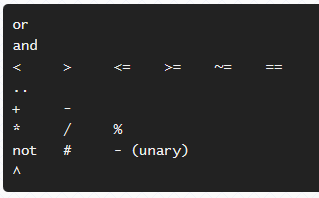 or
and
<     >     <=    >=    ~=    ==
..
+     -
*     /     %
not   #     - (unary)
^